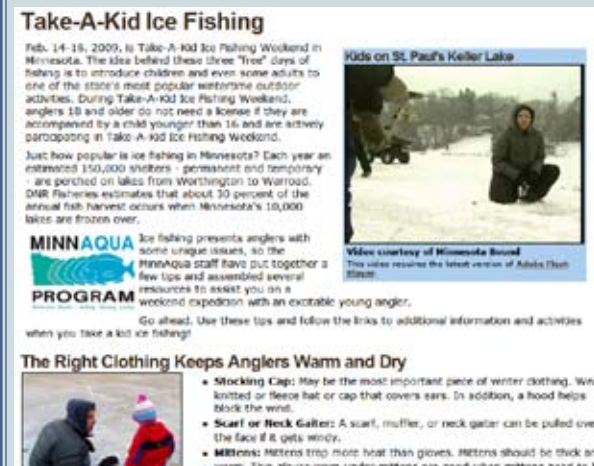 Take-A-Kid Ice Fishing
Feb. 14-16, 2009, is Take-A-Kid Ice Fishing Weekend in
Minnesota. The idea behind these three "free" days of
fishing is to introduce children and even some adults to
one of the state's most popular wintertime outdoor
activities. During Take-A-Kid Ice Fishing Weekend,
anglers 18 and older do not need a license if they are
accompanied by a child younger than 16 and are actively
participating in Take-A-Kid Ice Fishing Weekend.
Just how popular is ice fishing in Minnesota? Each year an
estimated 150,000 shelters - permanent and temporary
- are perched on lakes from Worthington to Warroad.
DNR Fisheries estimates that about 30 percent of the
annual fish harvest occurs when Minnesota's 10,000
lakes are frozen over.
Kids on St. Paul's Keller Lake
Video courtesy of Minnesota Bound
This video requires the latest version of Adobe Flash
Player
MINNAQUA
PROGRAM
Ice fishing presents anglers with
some unique issues, so the
MinnAqua staff have put together a
few tips and assembled several
resources to assist you on a
weekend expedition with an excitable young angler.
Go ahead. Use these tips and follow the links to additional information and activities
when you take a kid ice fishing!
The Right Clothing Keeps Anglers Warm and Dry
• Stocking Cap: May be the most important piece of winter clothing.
knitted or fleece hat or cap that covers ears. In addition, a hood helps
block the wind.
• Scarf or Neck Gaiter: A scarf, muffler, or neck gaiter can be pulled
the face if it gets windy.
• Mittens: Mittens trap more heat than gloves. Mittens should be thick